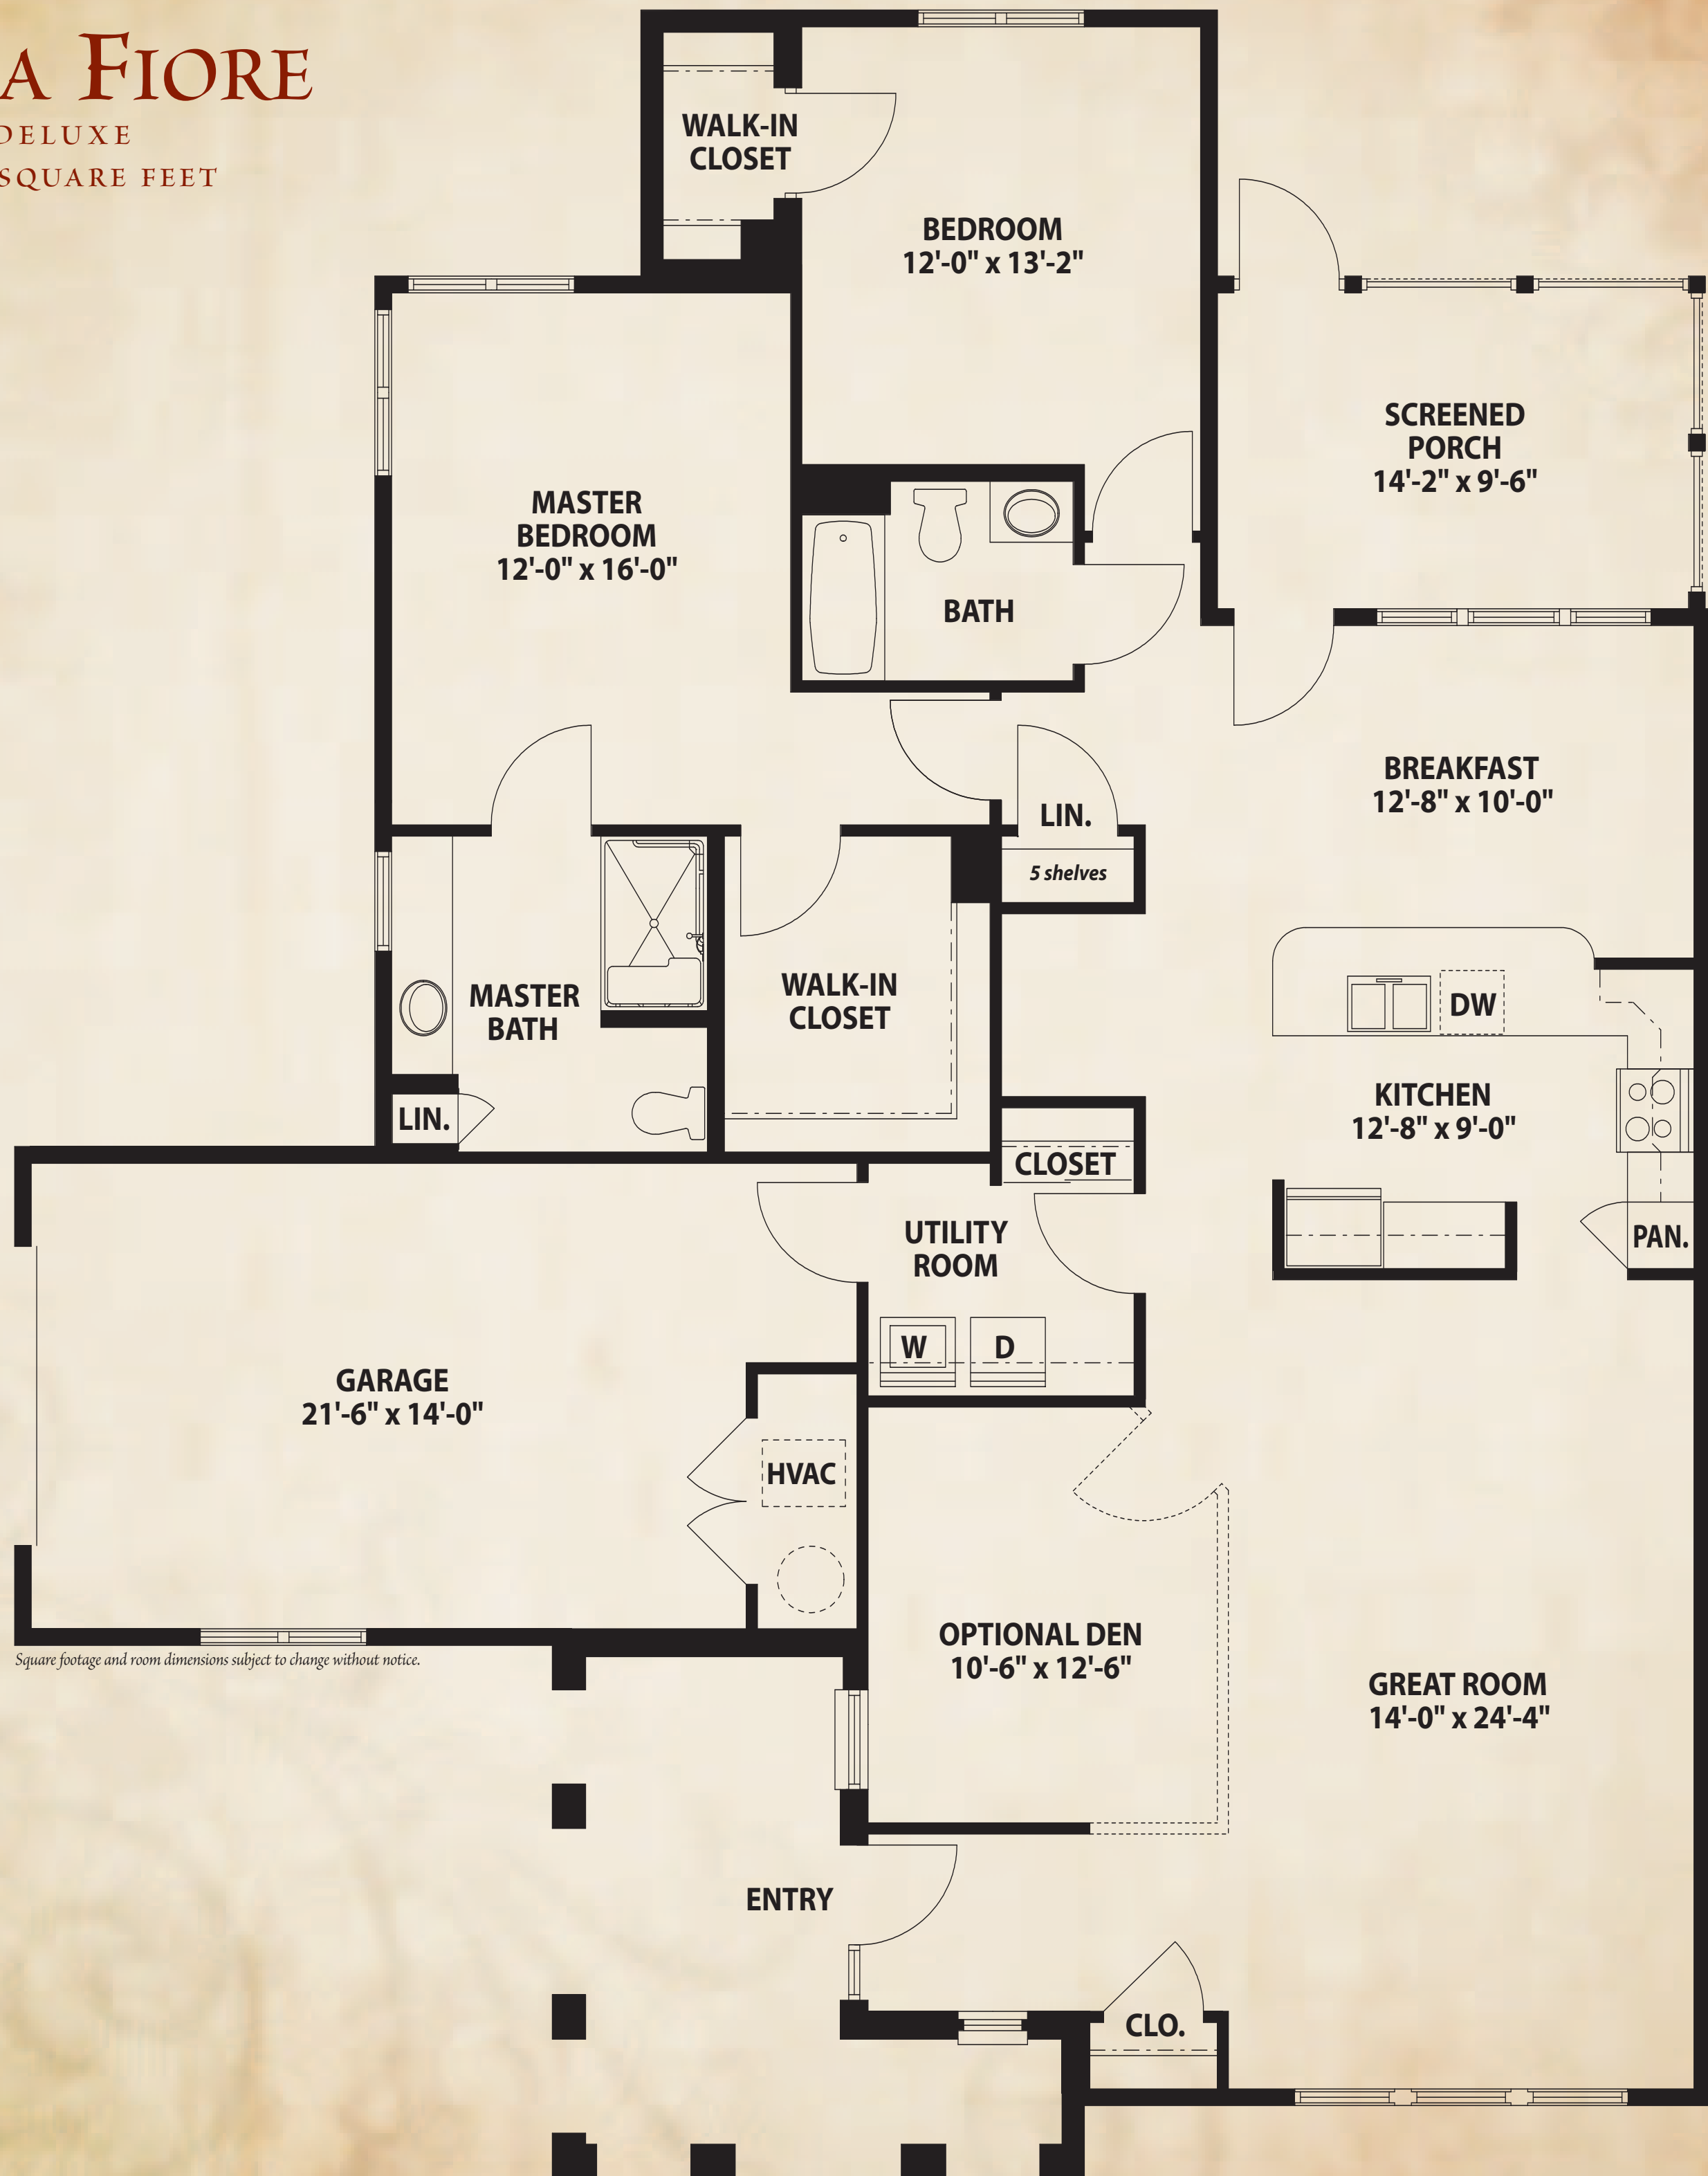 A FIORE
DELUXE
SQUARE FEET
WALK-IN
CLOSET
BEDROOM
12'-0" x 13'-2"
SCREENED
PORCH
14'-2" x 9'-6"
MASTER
BEDROOM
12'-0" x 16'-0"
BATH
BREAKFAST
12'-8" x 10'-0"
LIN.
5 shelves
MASTER
BATH
WALK-IN
CLOSET
DW
KITCHEN
12'-8" x 9'-0"
LIN.
CLOSET
UTILITY
ROOM
PAN.
W
D
GARAGE
21'-6" x 14'-0"
HVAC
OPTIONAL DEN
10'-6" x 12'-6"
Square footage and room dimensions subject to change without notice.
GREAT ROOM
14'-0" x 24'-4"
ENTRY
CLO.